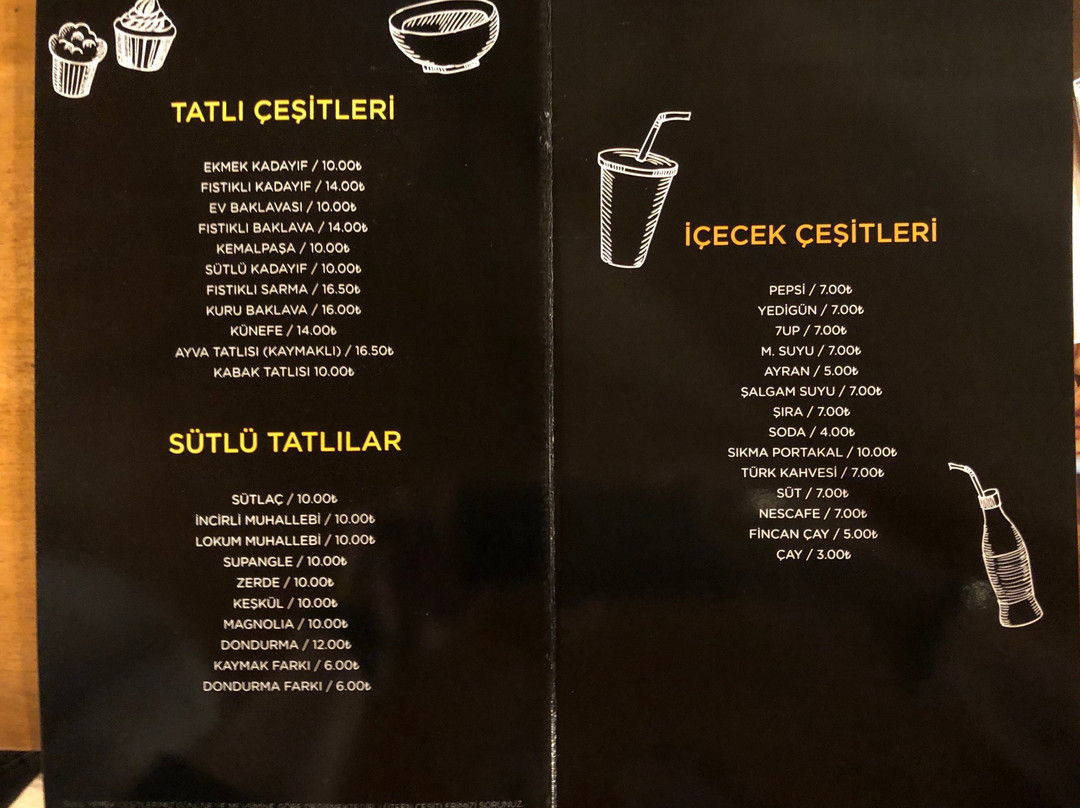 TATLI ÇEŞİTLERİ
EKMEK KADAYIF / 10.00₺
FISTIKLI KADAYIF / 14.00₺
EV BAKLAVASI / 10.00₺
FISTIKLI BAKLAVA / 14.00₺
KEMALPAŞA / 10.00₺
SÜTLÜ KADAYIF / 10.00₺
FISTIKLI SARMA / 16.50₺
KURU BAKLAVA / 16.00₺
KÜNEFE / 14.00₺
AYVA TATLISI (KAYMAKLI) / 16.50₺
KABAK TATLISI 10.00₺
SÜTLÜ TATLILAR
SÜTLAÇ / 10.00₺
İNCİRLİ MUHALLEBİ / 10.00₺
LOKUM MUHALLEBİ / 10.00₺
SUPANGLE / 10.00₺
ZERDE / 10.00₺
KEŞKÜL / 10.00₺
MAGNOLIA / 10.00₺
DONDURMA / 12.00₺
KAYMAK FARKI / 6.00₺
DONDURMA FARKI / 6.00₺
ÇEŞİTLERİMİZİ SORUNUZ
İÇECEK ÇEŞİTLERİ
PEPSİ / 7.00₺
YEDİGÜN / 7.00₺
7UP / 7.00₺
M. SUYU / 7.00₺
AYRAN / 5.00₺
ŞALGAM SUYU / 7.00₺
ŞIRA / 7.00₺
SODA / 4.00₺
SIKMA PORTAKAL / 10.00₺
TÜRK KAHVESİ / 7.00₺
SÜT / 7.00₺
NESCAFE / 7.00₺
FİNCAN ÇAY / 5.00₺
ÇAY / 3.00₺